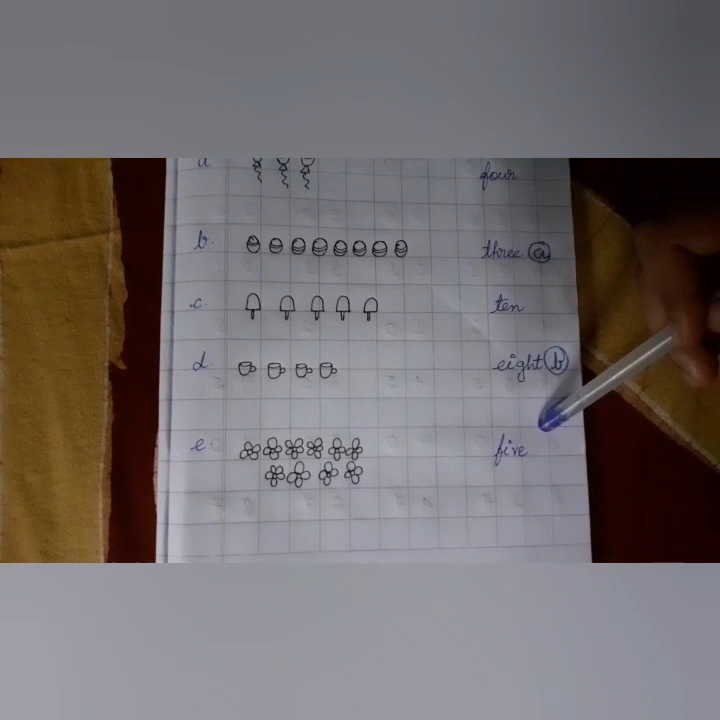 a four
b. three a
c. ten
d. eight b
e. five